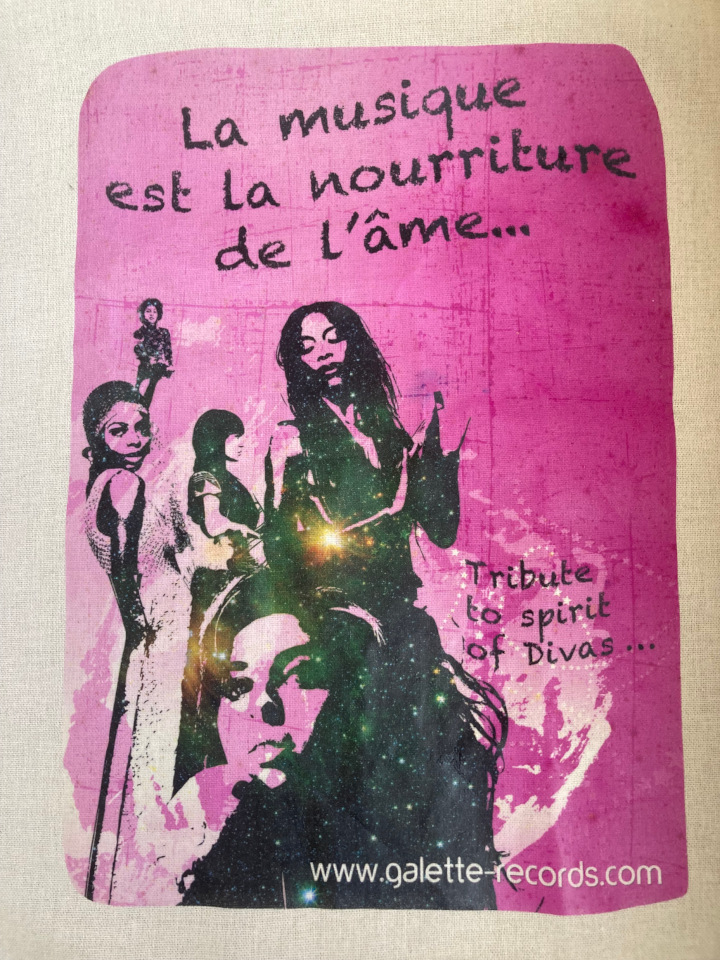 La musique
est la nourriture
de l'âme...
Tribute
to spirit
of Divas...
www.galette-records.com